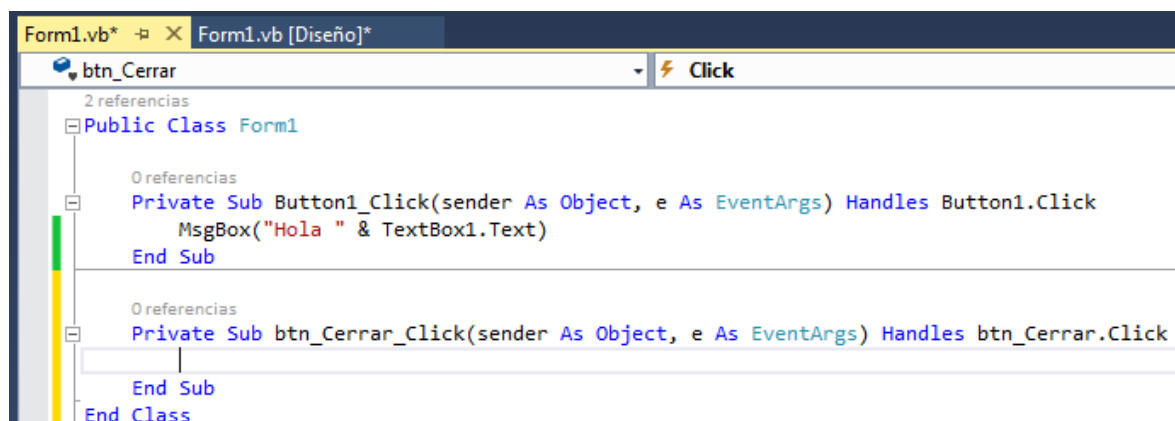 Form1.vb* Form1.vb [Diseño]*
btn_Cerrar Click
2 referencias
Public Class Form1
0 referencias
Private Sub Button1_Click(sender As Object, e As EventArgs) Handles Button1.Click
MsgBox("Hola " & TextBox1.Text)
End Sub
0 referencias
Private Sub btn_Cerrar_Click(sender As Object, e As EventArgs) Handles btn_Cerrar.Click
End Sub
End Class